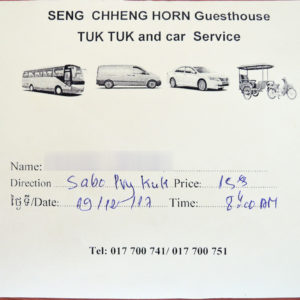 SENG CHHENG HORN Guesthouse
TUK TUK and car Service
Name:
Direction Sabo Pry Kuk Price: 15$
ថ្ងៃទី/Date: 19/12/17 Time: 8:00 AM
Tel: 017 700 741/ 017 700 751